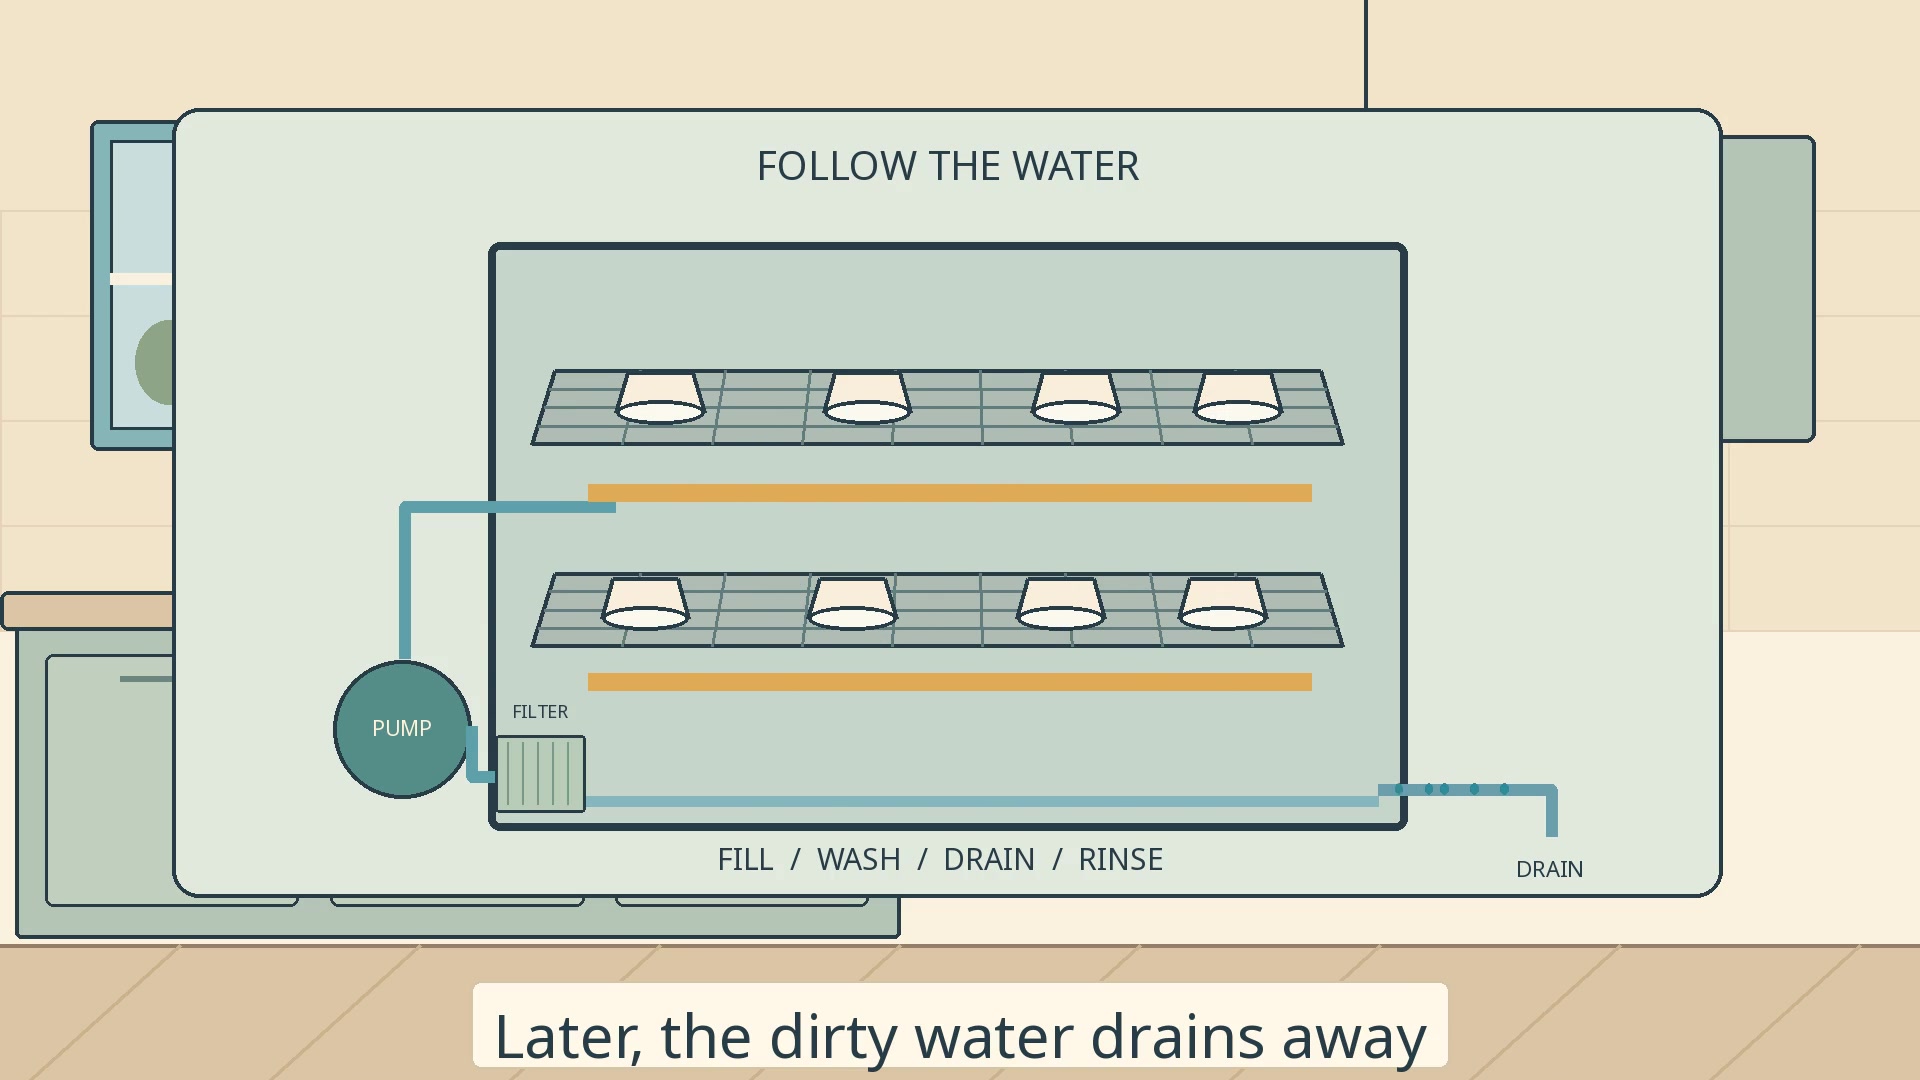 FOLLOW THE WATER
PUMP
FILTER
FILL / WASH / DRAIN / RINSE
DRAIN
Later, the dirty water drains away